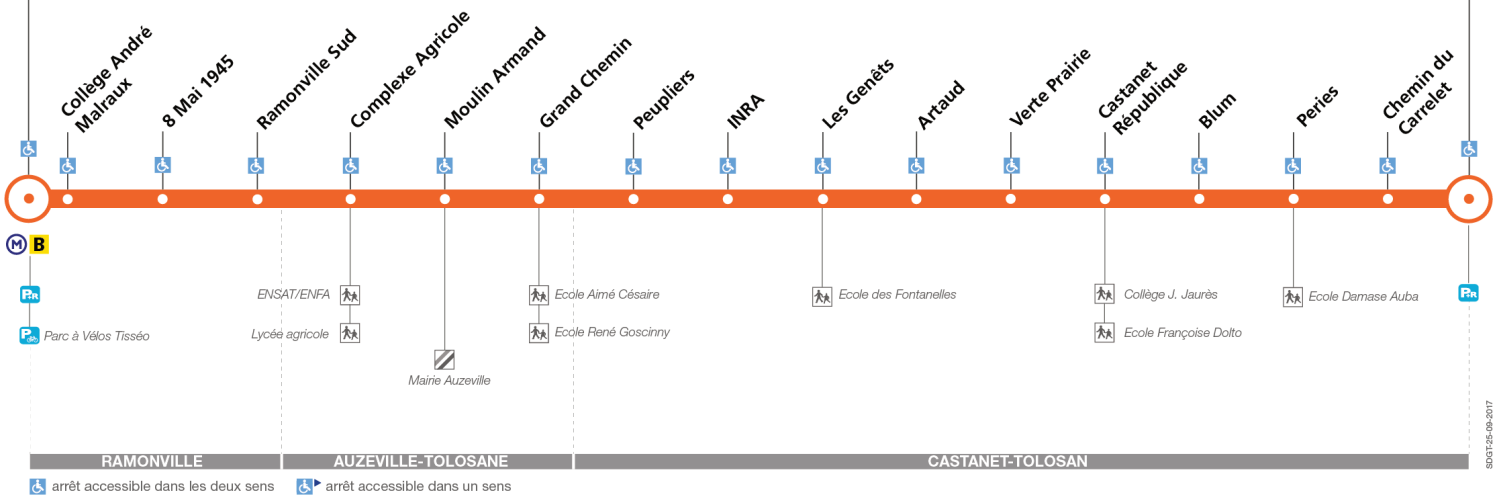 Collège André
Malraux
8 Mai 1945
Ramonville Sud
Complexe Agricole
Moulin Armand
Grand Chemin
Peupliers
INRA
Les Genêts
Artaud
Verte Prairie
Castanet
République
Blum
Peries
Chemin du
Carrelet
M B
P+R
P
Parc à Vélos Tisséo
ENSAT/ENFA
Lycée agricole
Mairie Auzeville
Ecole Aimé Césaire
Ecole René Goscinny
Ecole des Fontanelles
Collège J. Jaurès
Ecole Françoise Dolto
Ecole Damase Auba
P+R
SDGT-25-09-2017
RAMONVILLE
AUZEVILLE-TOLOSANE
CASTANET-TOLOSAN
arrêt accessible dans les deux sens
arrêt accessible dans un sens